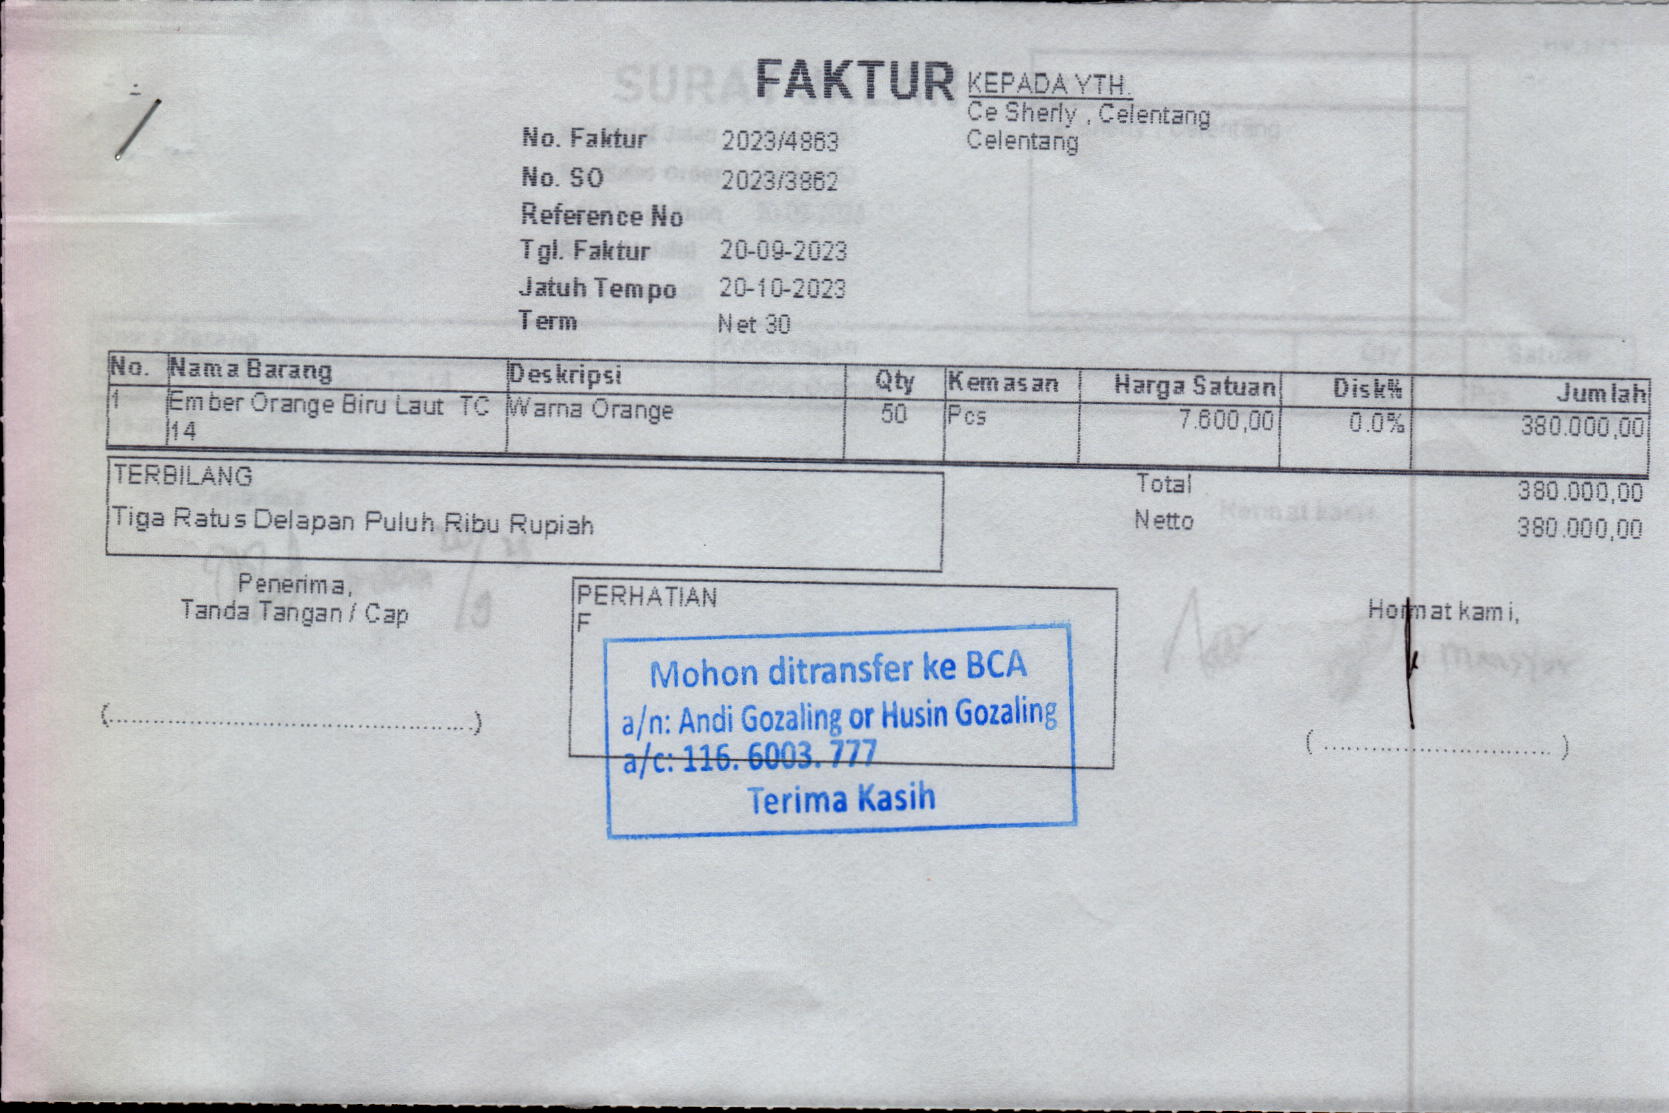 FAKTUR
KEPADA YTH.
Ce Sherly , Celentang
Celentang
No. Faktur 2023/4863
No. SO 2023/3862
Reference No
Tgl. Faktur 20-09-2023
Jatuh Tempo 20-10-2023
Term Net 30
No. Nama Barang Deskripsi Qty Kemasan Harga Satuan Disk% Jumlah
1 Ember Orange Biru Laut TC Warna Orange 50 Pcs 7.600,00 0.0% 380.000,00
14
TERBILANG
Tiga Ratus Delapan Puluh Ribu Rupiah
Total 380.000,00
Netto 380.000,00
Penerima,
Tanda Tangan / Cap
(..................................................)
PERHATIAN
F
Mohon ditransfer ke BCA
a/n: Andi Gozaling or Husin Gozaling
a/c: 116. 6003. 777
Terima Kasih
Hormat kami,
( ............................... )